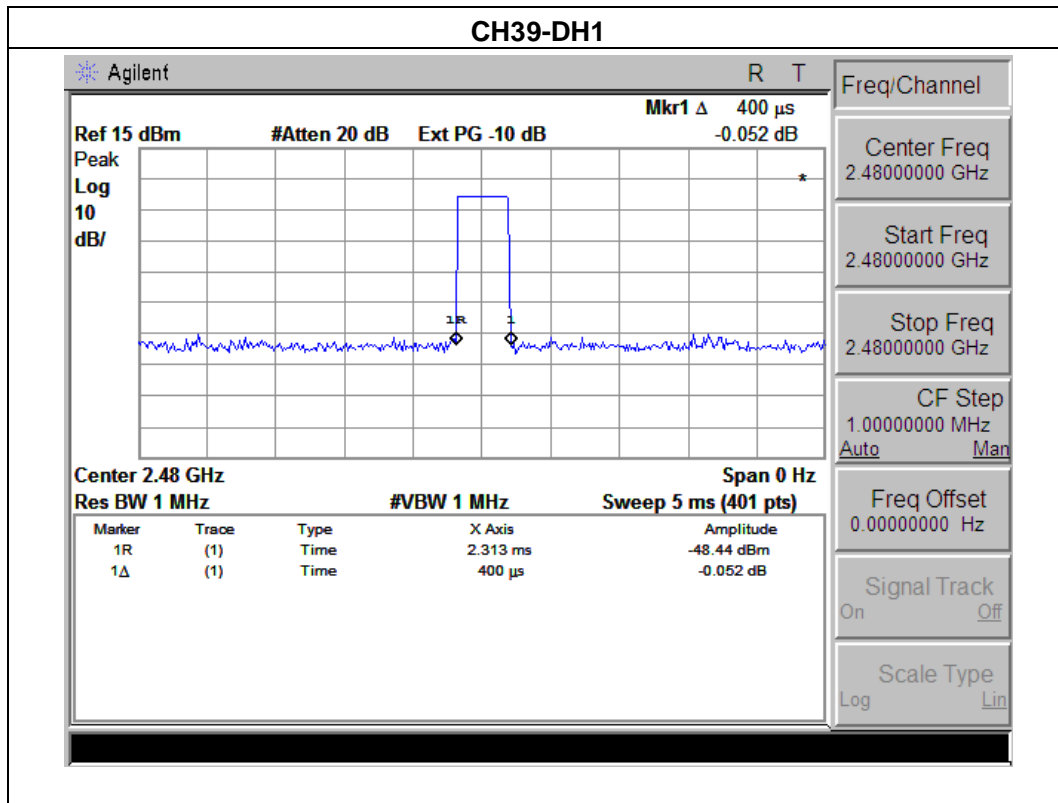 CH39-DH1
Agilent R T
Mkr1 Δ 400 µs
Ref 15 dBm #Atten 20 dB Ext PG -10 dB -0.052 dB
Peak
Log
10
dB/
*
1R 1
Center 2.48 GHz Span 0 Hz
Res BW 1 MHz #VBW 1 MHz Sweep 5 ms (401 pts)
Marker Trace Type X Axis Amplitude
1R (1) Time 2.313 ms -48.44 dBm
1Δ (1) Time 400 µs -0.052 dB
Freq/Channel
Center Freq
2.48000000 GHz
Start Freq
2.48000000 GHz
Stop Freq
2.48000000 GHz
CF Step
1.00000000 MHz
Auto Man
Freq Offset
0.00000000 Hz
Signal Track
On Off
Scale Type
Log Lin